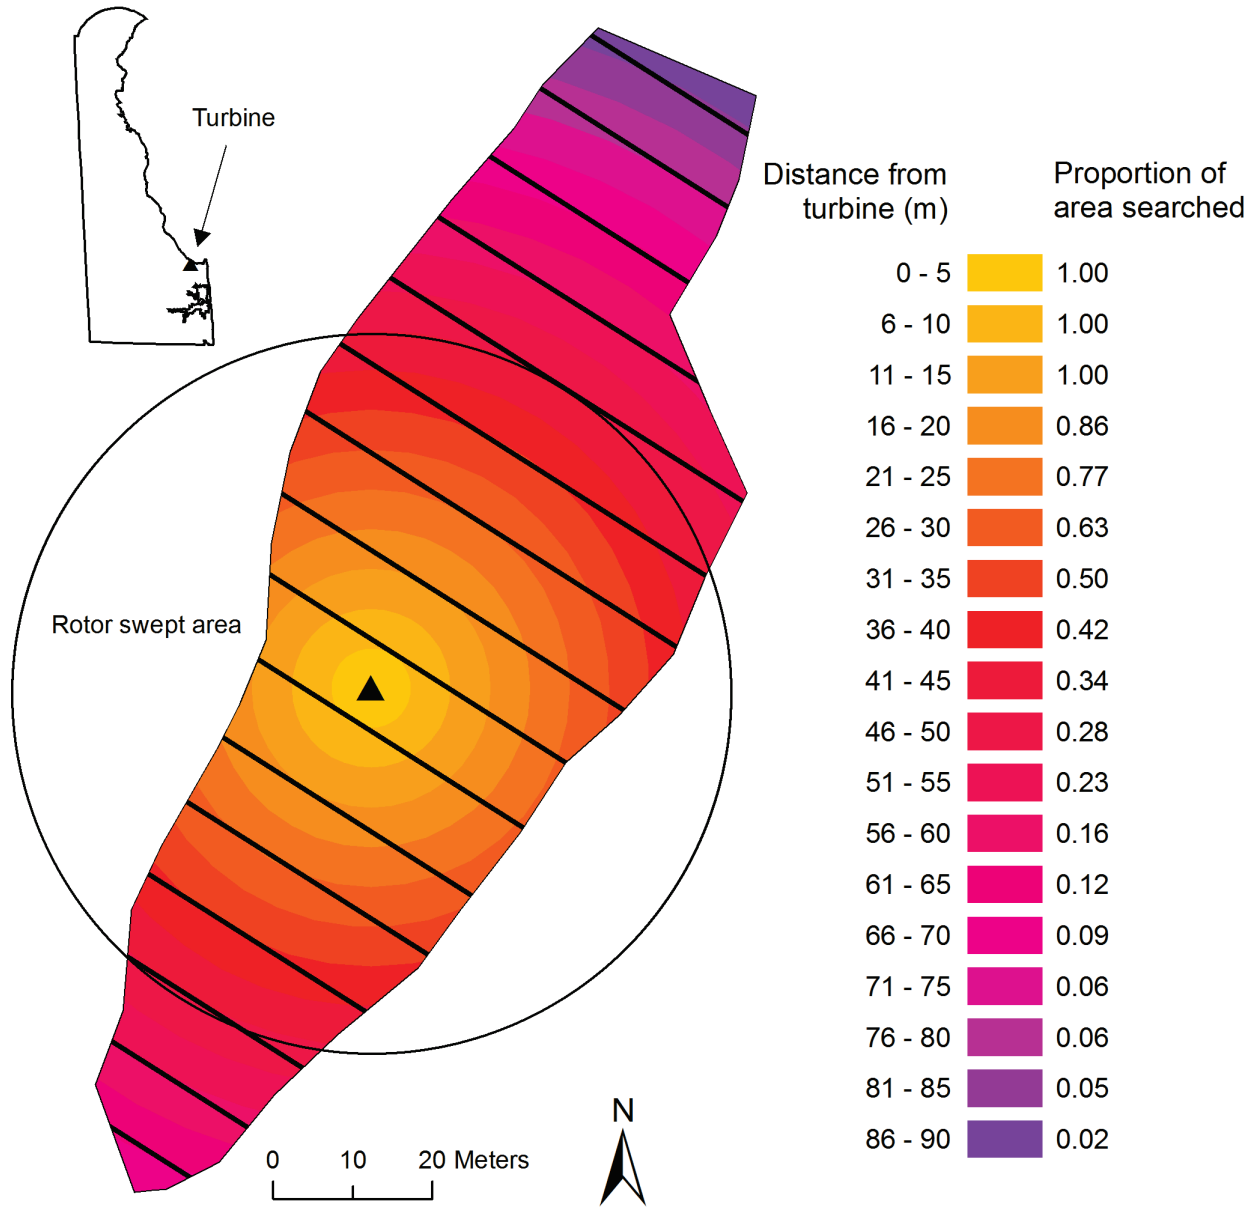 Turbine
Distance from
turbine (m)
Proportion of
area searched
0 - 5 1.00
6 - 10 1.00
11 - 15 1.00
16 - 20 0.86
21 - 25 0.77
26 - 30 0.63
31 - 35 0.50
36 - 40 0.42
41 - 45 0.34
46 - 50 0.28
51 - 55 0.23
56 - 60 0.16
61 - 65 0.12
66 - 70 0.09
71 - 75 0.06
76 - 80 0.06
81 - 85 0.05
86 - 90 0.02
Rotor swept area
0 10 20 Meters
N